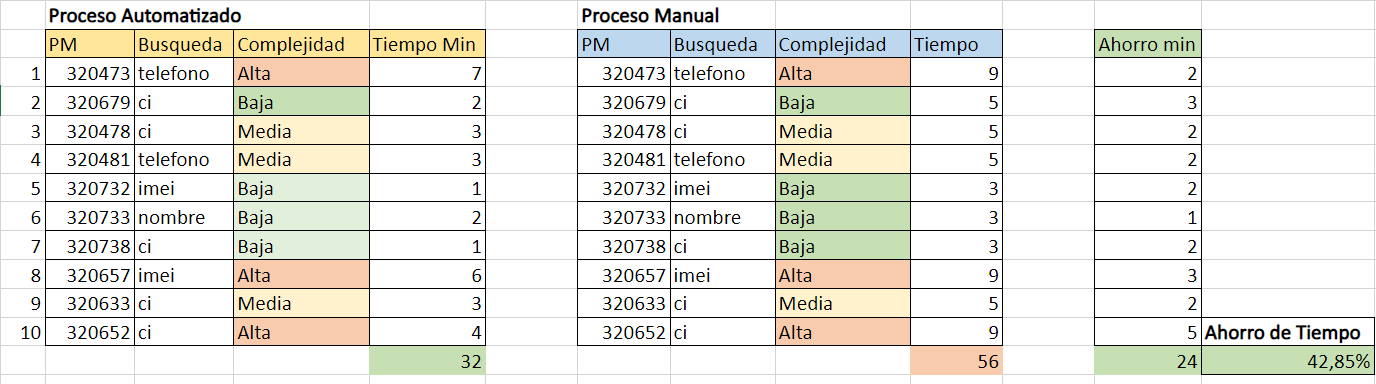 Proceso Automatizado Proceso Manual
PM Busqueda Complejidad Tiempo Min PM Busqueda Complejidad Tiempo Ahorro min
1 320473 telefono Alta 7 320473 telefono Alta 9 2
2 320679 ci Baja 2 320679 ci Baja 5 3
3 320478 ci Media 3 320478 ci Media 5 2
4 320481 telefono Media 3 320481 telefono Media 5 2
5 320732 imei Baja 1 320732 imei Baja 3 2
6 320733 nombre Baja 2 320733 nombre Baja 3 1
7 320738 ci Baja 1 320738 ci Baja 3 2
8 320657 imei Alta 6 320657 imei Alta 9 3
9 320633 ci Media 3 320633 ci Media 5 2
10 320652 ci Alta 4 320652 ci Alta 9 5 Ahorro de Tiempo
32 56 24 42,85%